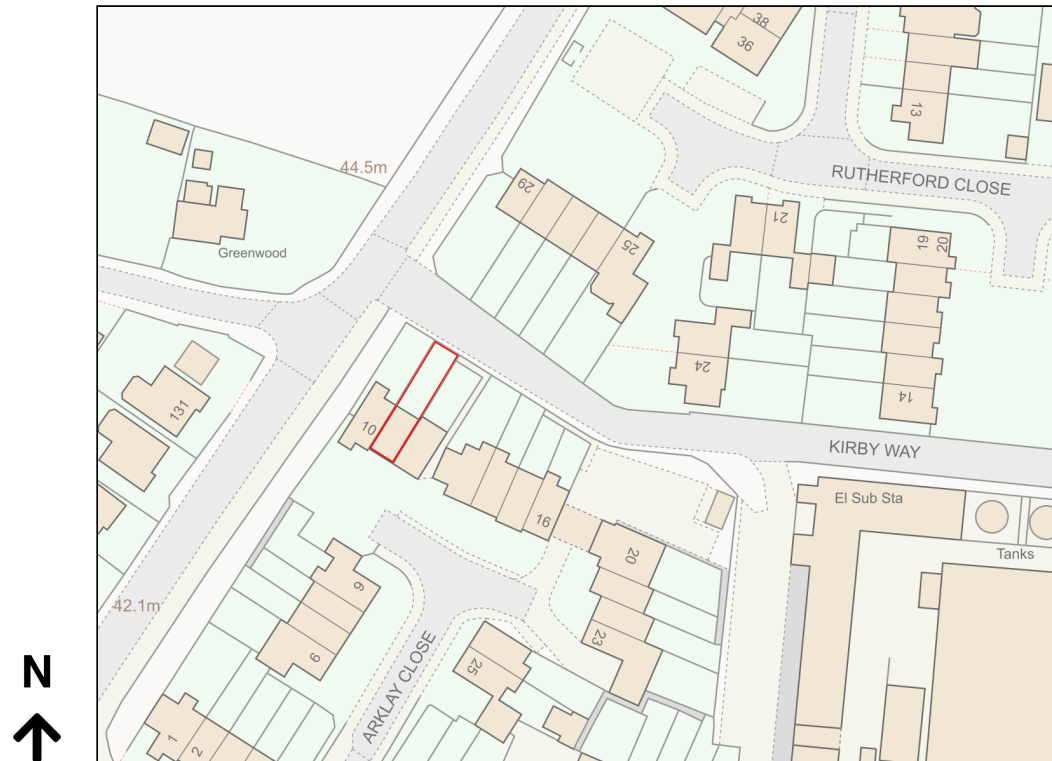 38
36
13
44.5m
RUTHERFORD CLOSE
29
21
19
20
25
Greenwood
24
14
131
10
KIRBY WAY
El Sub Sta
16
20
Tanks
6
42.1m
23
9
25
ARKLAY CLOSE
1
2
N